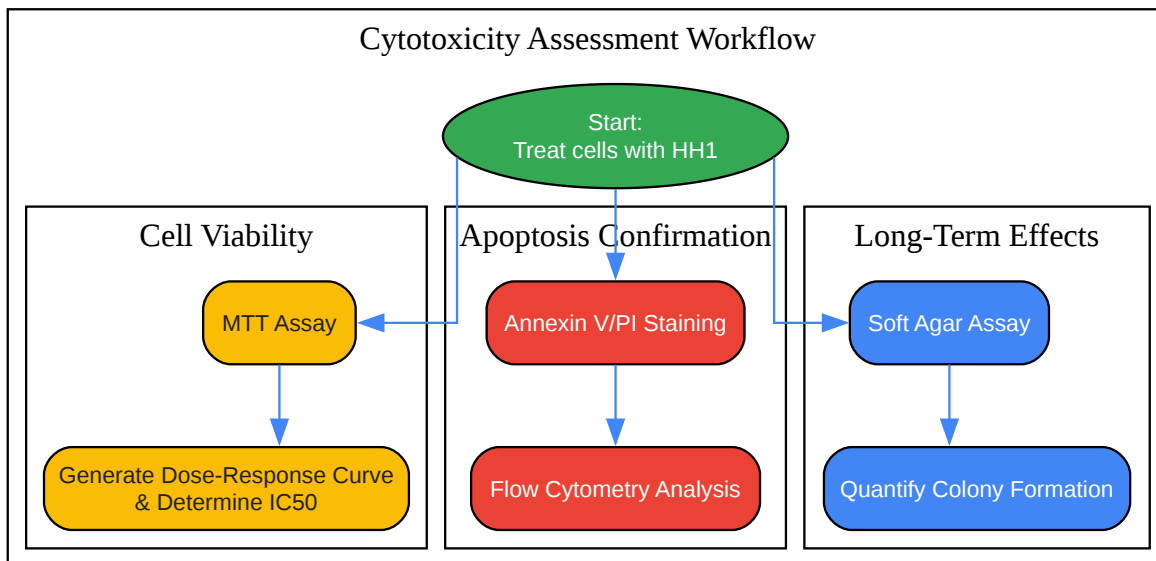 Cytotoxicity Assessment Workflow
Start:
Treat cells with HH1
Cell Viability
Apoptosis Confirmation
Long-Term Effects
MTT Assay
Annexin V/PI Staining
Soft Agar Assay
Generate Dose-Response Curve
& Determine IC50
Flow Cytometry Analysis
Quantify Colony Formation